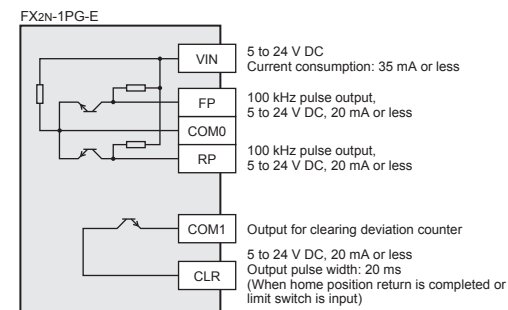 FX2N-1PG-E
VIN
5 to 24 V DC
Current consumption: 35 mA or less
FP
100 kHz pulse output,
5 to 24 V DC, 20 mA or less
COM0
RP
100 kHz pulse output,
5 to 24 V DC, 20 mA or less
COM1
Output for clearing deviation counter
CLR
5 to 24 V DC, 20 mA or less
Output pulse width: 20 ms
(When home position return is completed or
limit switch is input)